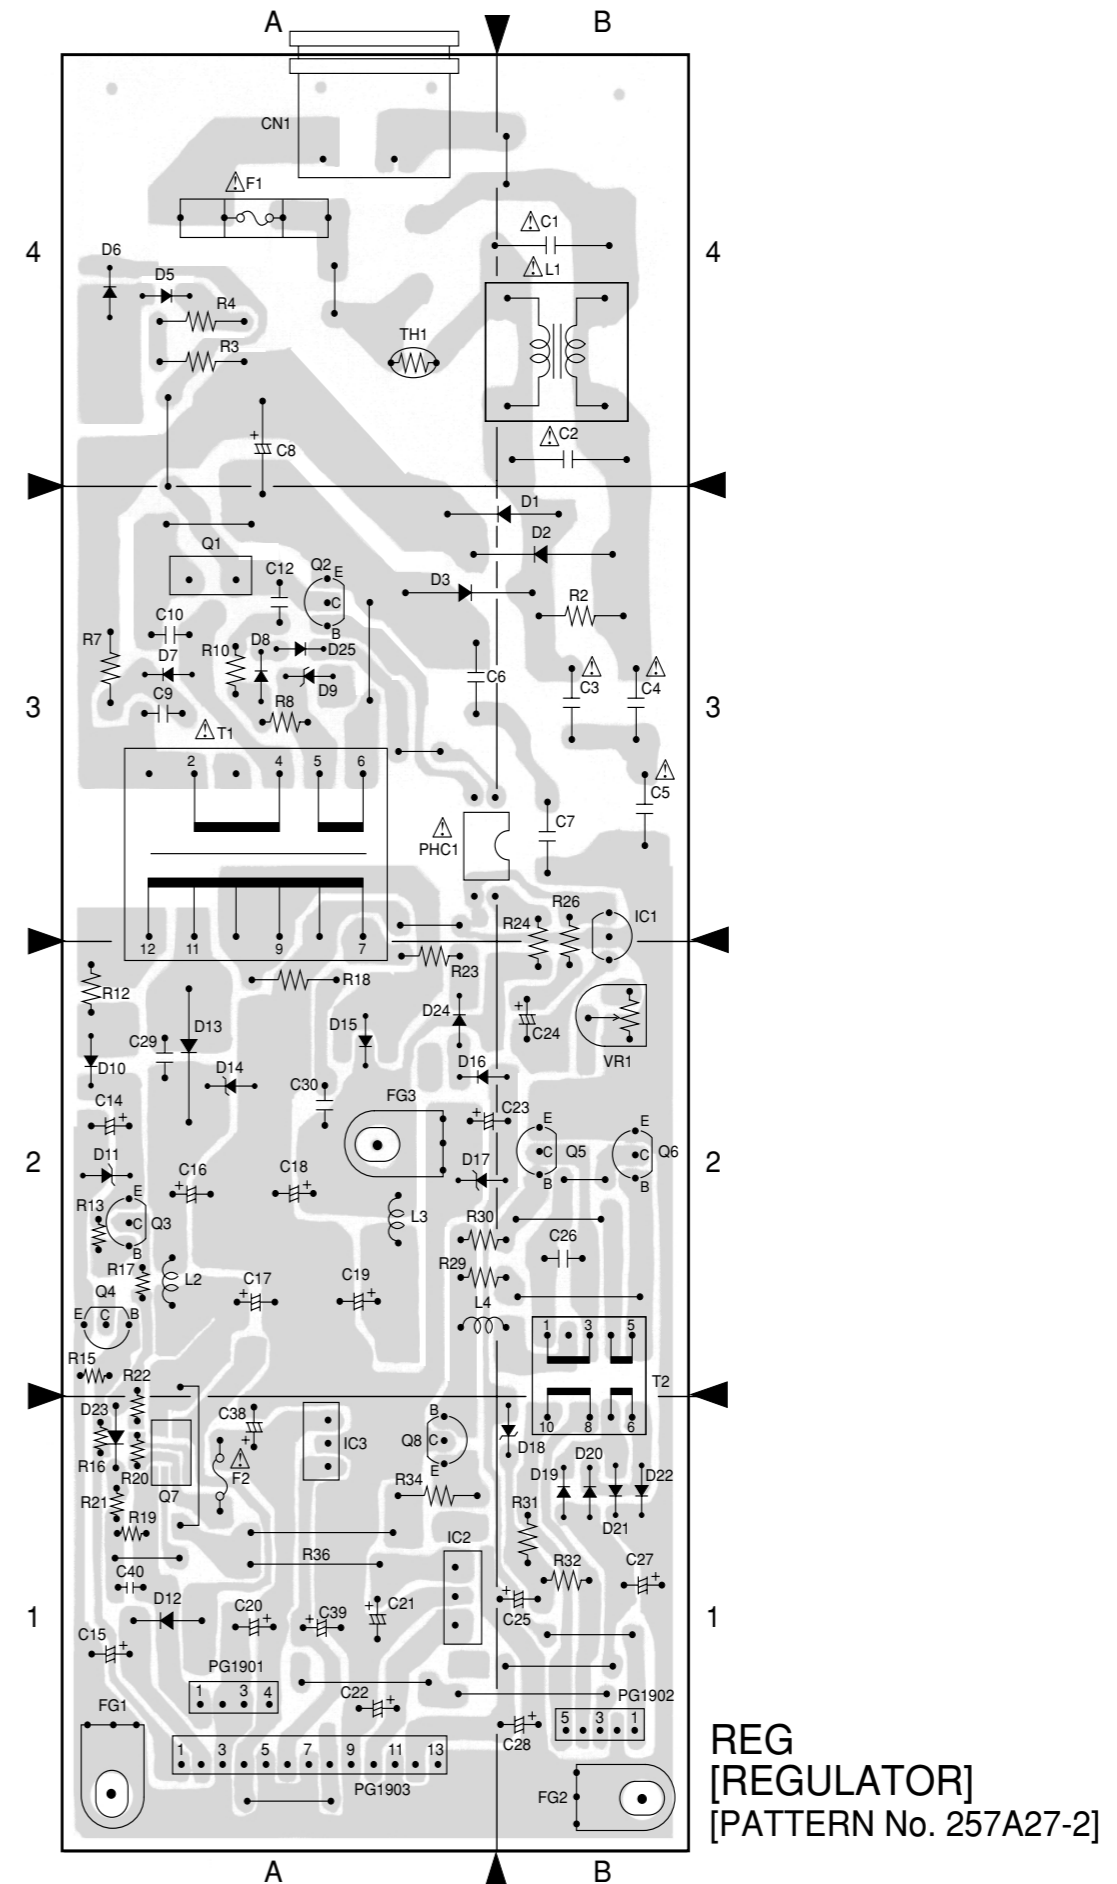 A B
CN1
F1
C1
4 D6 4
L1
D5
R4
TH1
R3
C2
+ C8
D1
D2
Q1
Q2 E
C12
D3
C
R2
C10
B
R7 R10 D8 D25
D7
C6 C3 C4
D9
C9 R8
3 3
T1
2 4 5 6
C5
C7
PHC1
R26
R24 IC1
12 11 9 7
R23
R12 R18
D24 + C24
D15
C29 D13
VR1
D10 D14 D16
C30
FG3
C14 C23
+ +
E E
D11 Q5 C C Q6
2 D17 2
C16 C18
B B
+ +
E
R13 L3 R30
C Q3
B C26
R17 L2 R29
C17 C19
Q4 + + L4
E C B
1 3 5
R15
R22 T2
D23 C38 B 10 8 6
+ IC3 Q8 C
D18
R16 R20 F2 E D20
D19 D22
R34
R21 Q7 R31
D21
R19
IC2
R36
R32 C27
C40
+
D12 C20 C39 C21 +
+ + + C25
1 1
C15
+
PG1901
1 3 4 C22
+
PG1902
FG1
5 3 1
+
C28
1 3 5 7 9 11 13
PG1903
FG2
REG
[REGULATOR]
[PATTERN No. 257A27-2]
A B